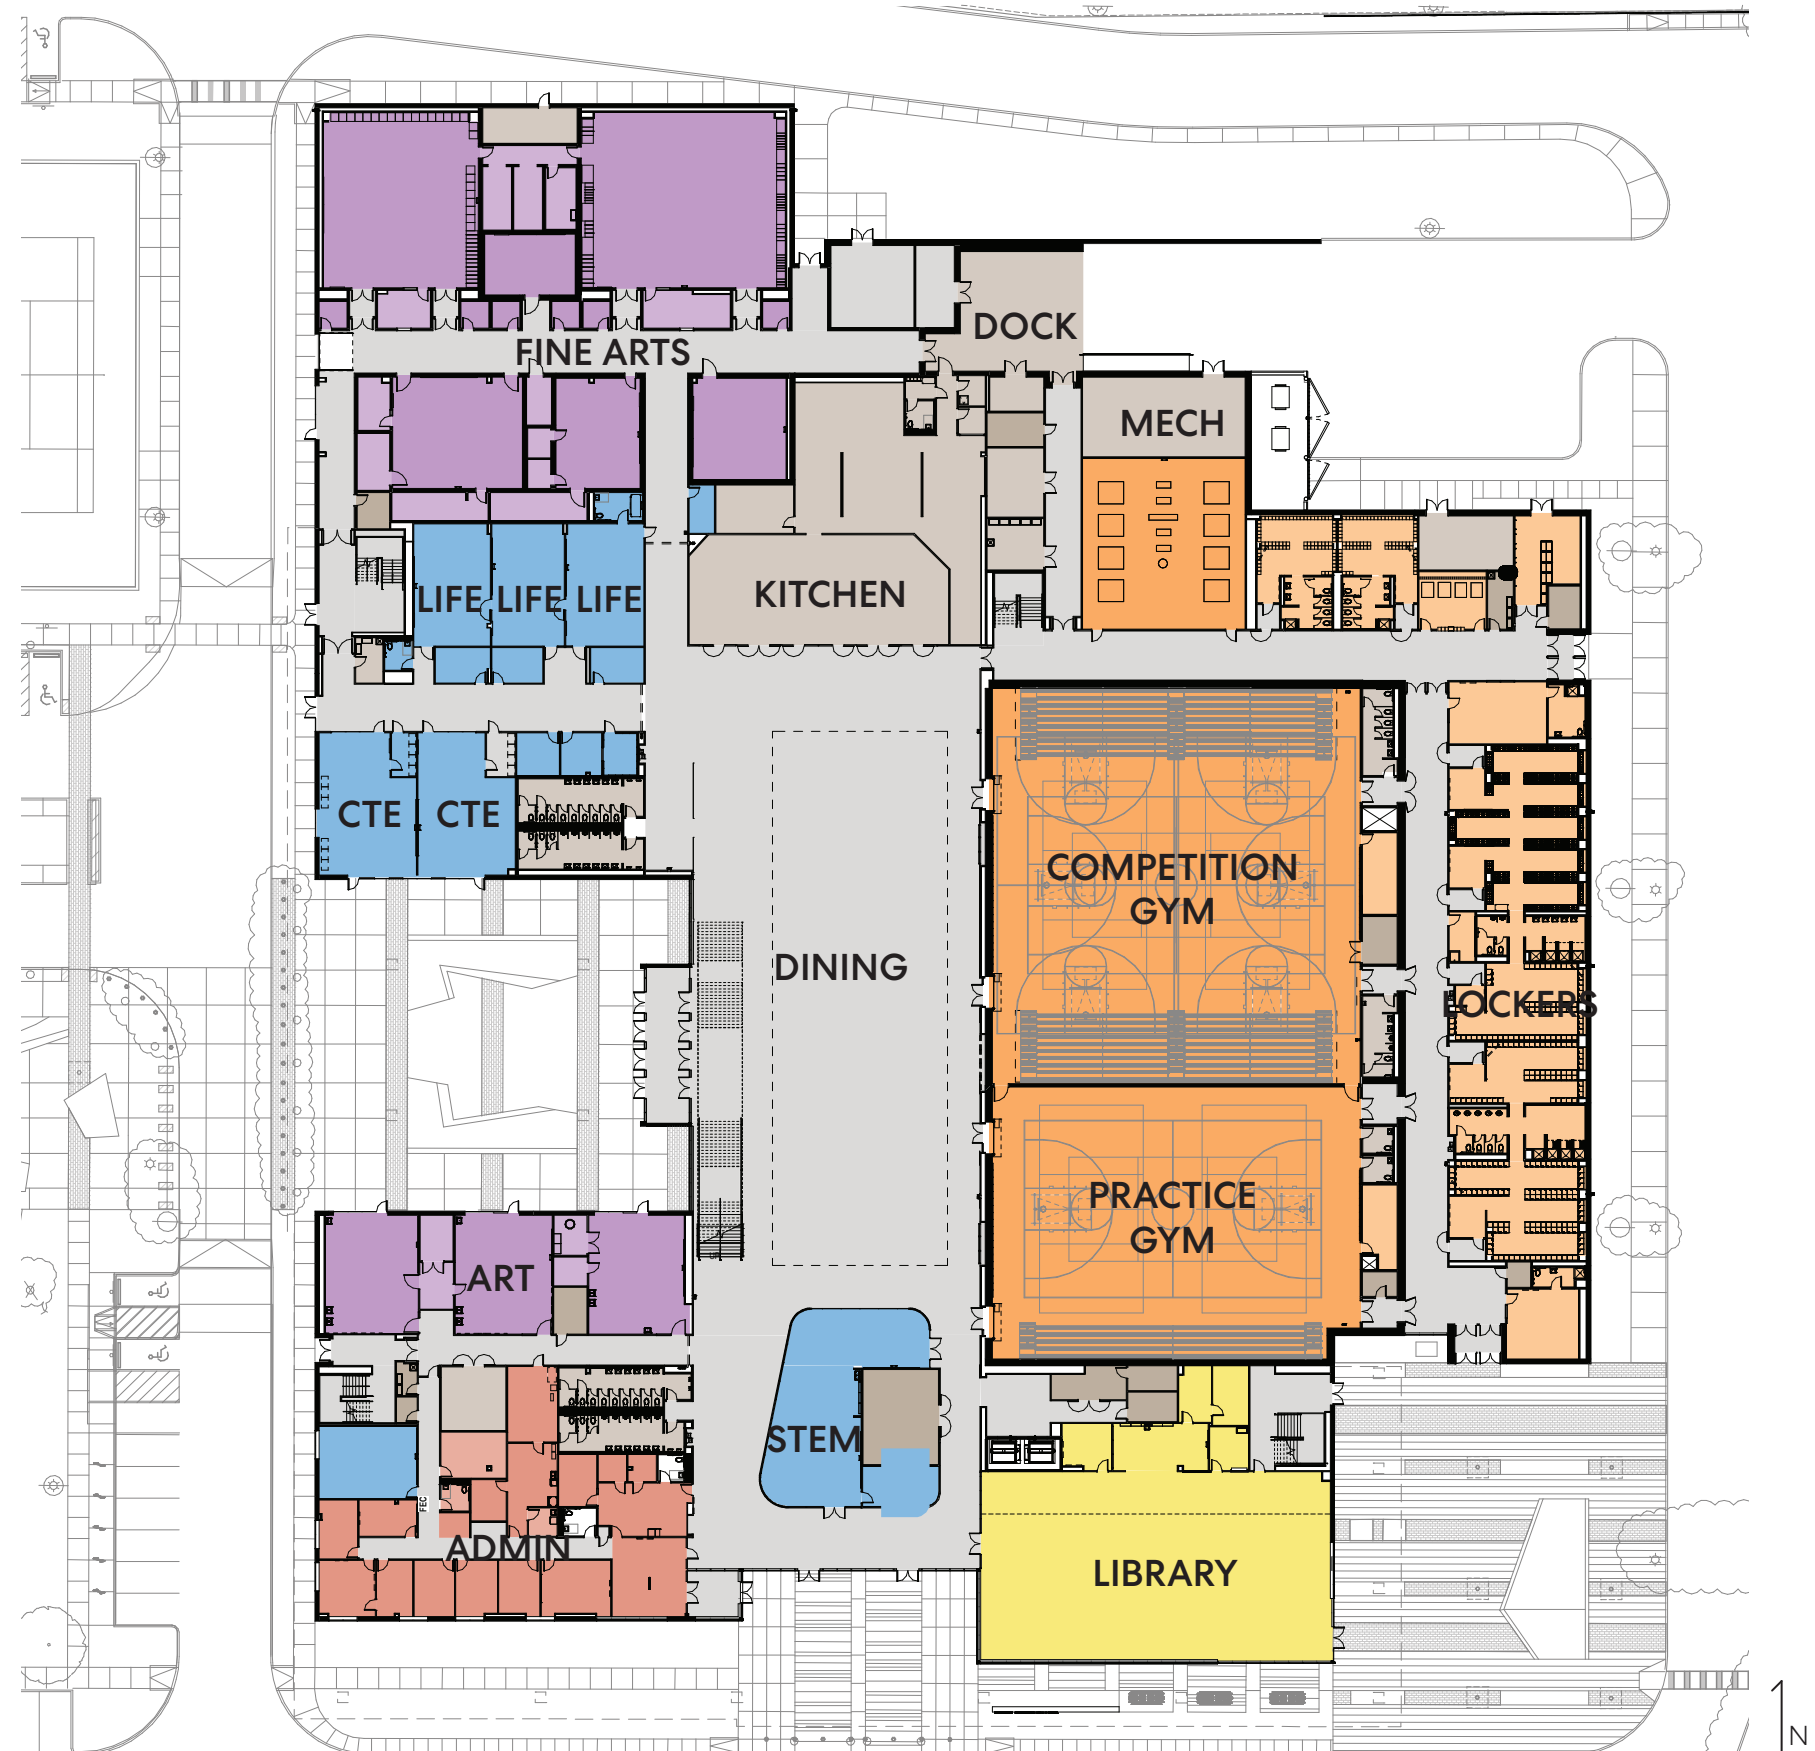 DOCK
FINE ARTS
MECH
LIFE LIFE LIFE
KITCHEN
CTE CTE
COMPETITION
GYM
DINING
LOCKERS
PRACTICE
GYM
ART
STEM
FEC
ADMIN
LIBRARY
N